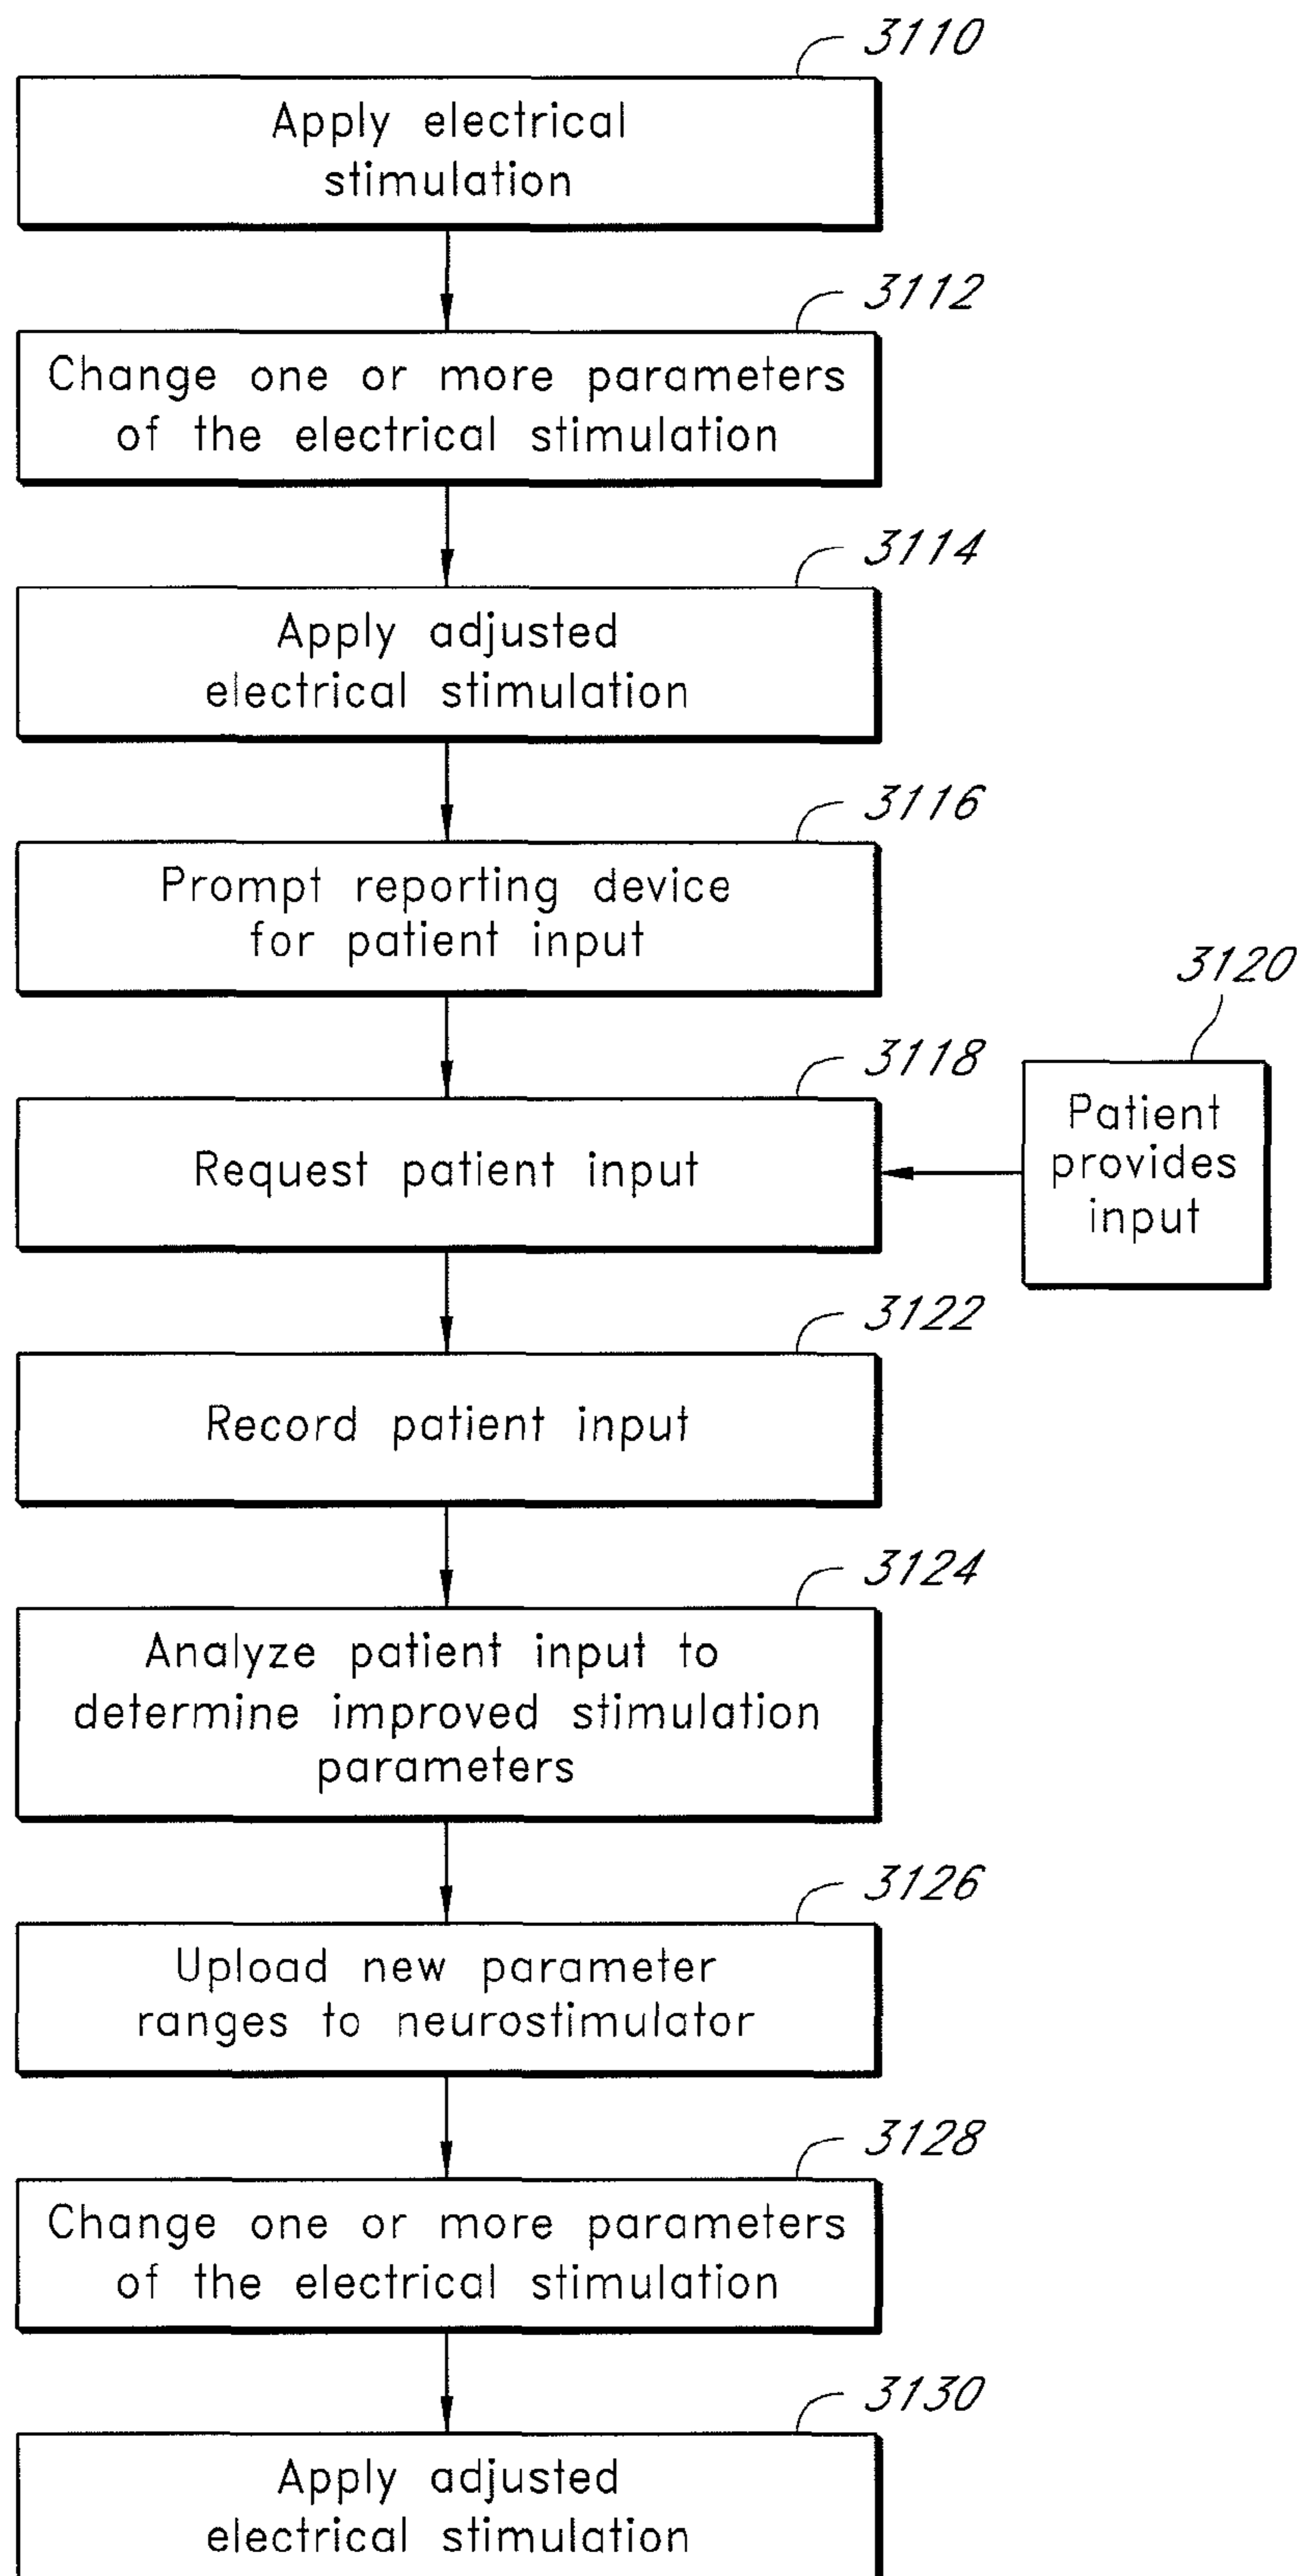 3110
Apply electrical
stimulation
3112
Change one or more parameters
of the electrical stimulation
3114
Apply adjusted
electrical stimulation
3116
Prompt reporting device
for patient input
3118
Request patient input
3120
Patient
provides
input
3122
Record patient input
3124
Analyze patient input to
determine improved stimulation
parameters
3126
Upload new parameter
ranges to neurostimulator
3128
Change one or more parameters
of the electrical stimulation
3130
Apply adjusted
electrical stimulation